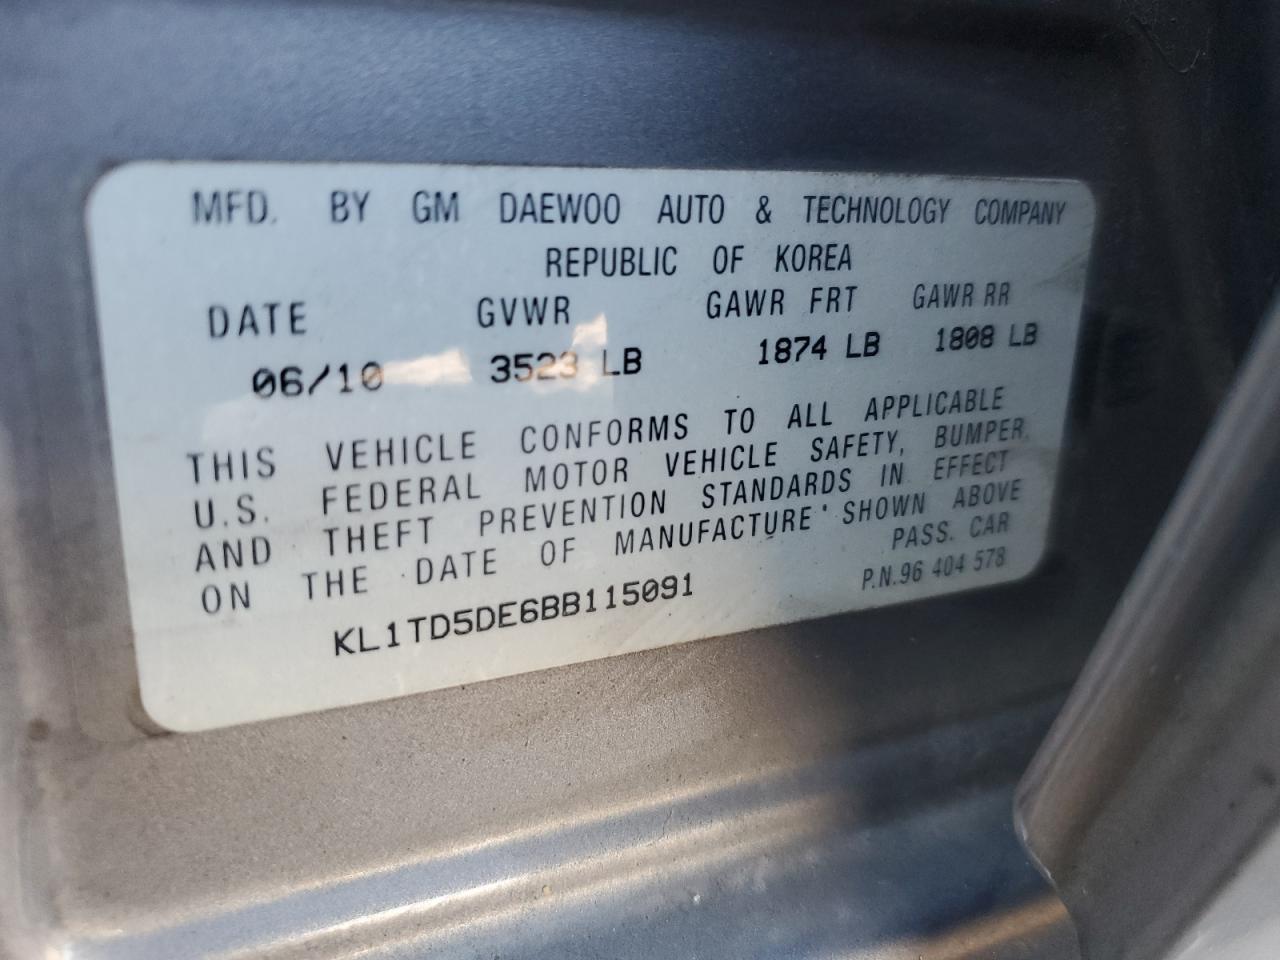 MFD. BY GM DAEWOO AUTO & TECHNOLOGY COMPANY
REPUBLIC OF KOREA
DATE GVWR GAWR FRT GAWR RR
06/10 3523 LB 1874 LB 1808 LB
THIS VEHICLE CONFORMS TO ALL APPLICABLE
U.S. FEDERAL MOTOR VEHICLE SAFETY, BUMPER,
AND THEFT PREVENTION STANDARDS IN EFFECT
ON THE DATE OF MANUFACTURE SHOWN ABOVE
PASS. CAR
KL1TD5DE6BB115091
P.N.96 404 578